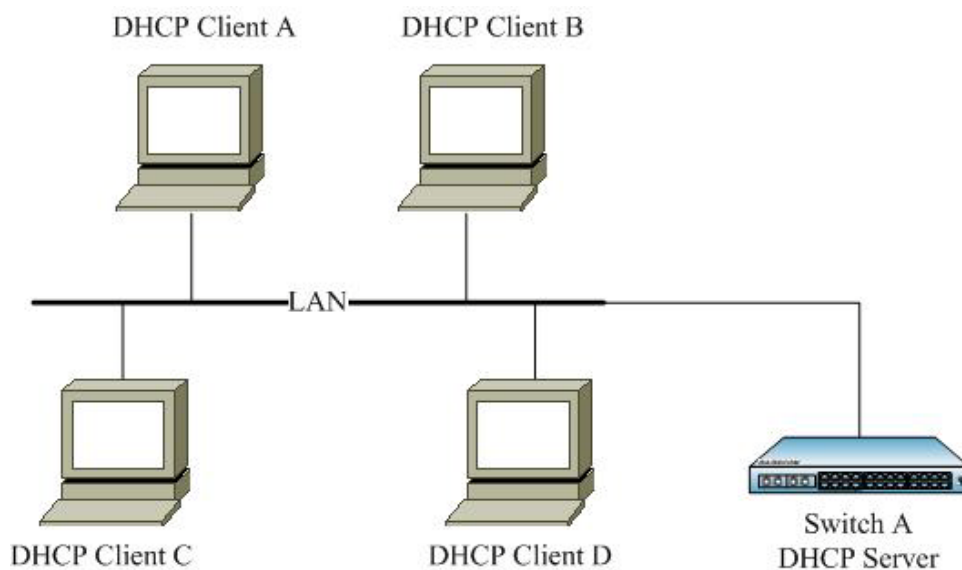 DHCP Client A
DHCP Client B
LAN
DHCP Client C
DHCP Client D
Switch A
DHCP Server